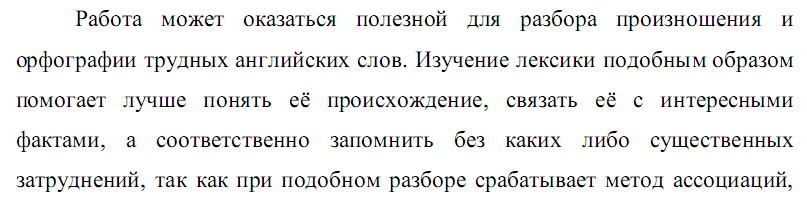 Работа может оказаться полезной для разбора произношения и
орфографии трудных английских слов. Изучение лексики подобным образом
помогает лучше понять её происхождение, связать её с интересными
фактами, а соответственно запомнить без каких либо существенных
затруднений, так как при подобном разборе срабатывает метод ассоциаций,